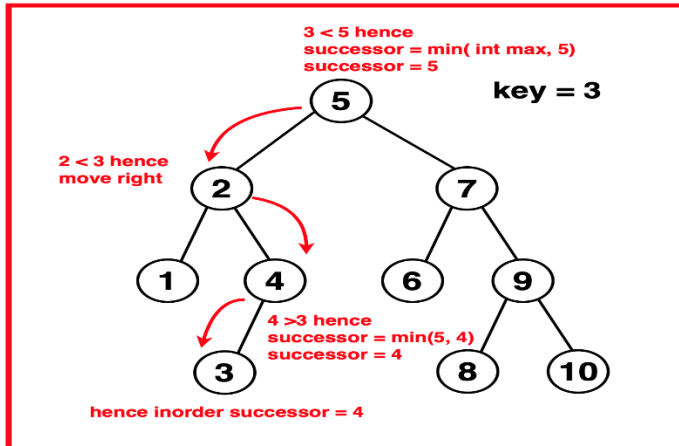 3 < 5 hence
successor = min( int max, 5)
successor = 5
key = 3
5
2 < 3 hence
move right
2
7
1
4
6
9
4 >3 hence
successor = min(5, 4)
successor = 4
3
8
10
hence inorder successor = 4